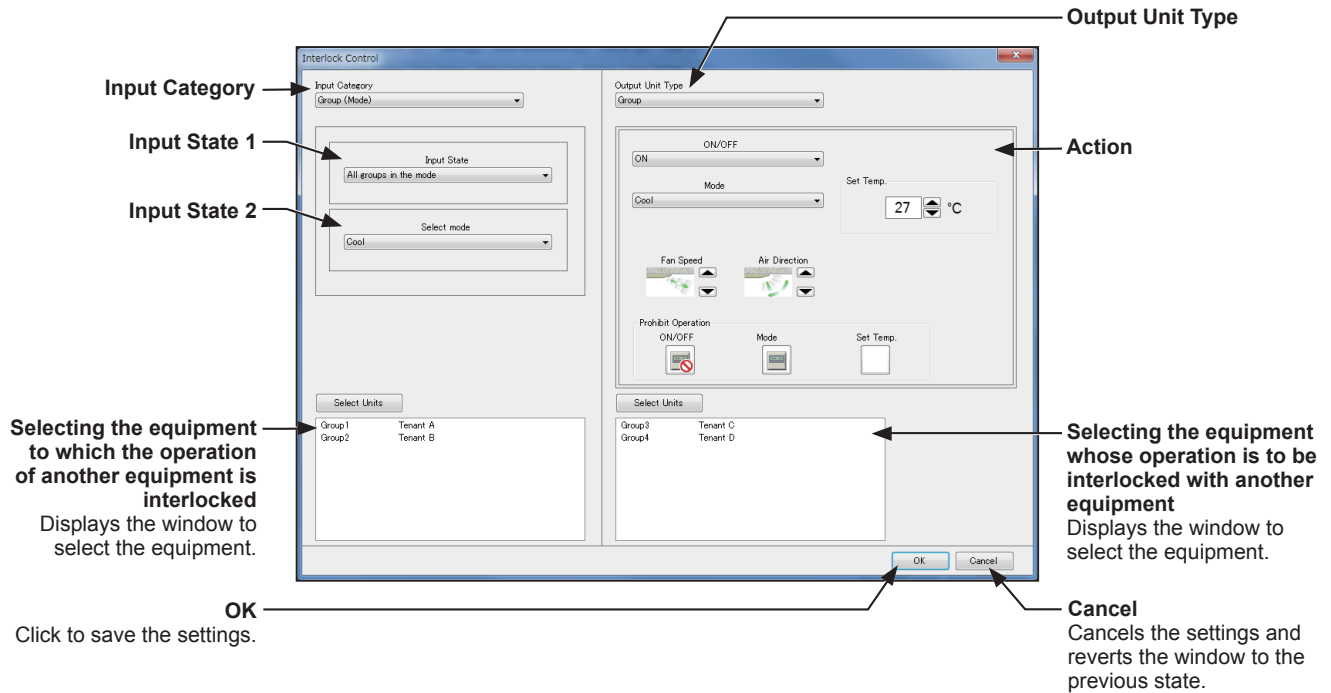 Output Unit Type
Interlock Control
Input Category
Input Category
Group (Mode)
Output Unit Type
Group
Input State 1
Input State
All groups in the mode
Input State 2
Select mode
Cool
Action
ON/OFF
ON
Mode
Cool
Set Temp.
27 °C
Fan Speed
Air Direction
Prohibit Operation
ON/OFF
Mode
Set Temp.
Select Units
Group1 Tenant A
Group2 Tenant B
Select Units
Group3 Tenant C
Group4 Tenant D
Selecting the equipment
to which the operation
of another equipment is
interlocked
Displays the window to
select the equipment.
Selecting the equipment
whose operation is to be
interlocked with another
equipment
Displays the window to
select the equipment.
OK
Cancel
OK
Click to save the settings.
Cancel
Cancels the settings and
reverts the window to the
previous state.